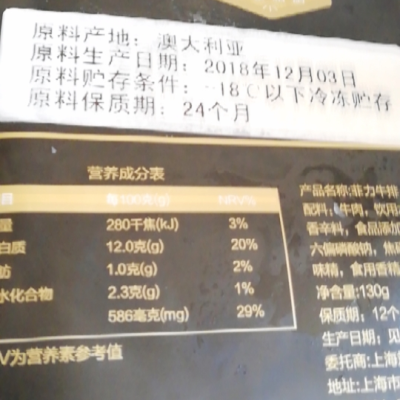 原料产地：澳大利亚
原料生产日期：2018年12月03日
原料贮存条件：-18℃以下冷冻贮存
原料保质期：24个月
营养成分表
目 每100克(g) NRV%
量 280千焦(kJ) 3%
白质 12.0克(g) 20%
肪 1.0克(g) 2%
水化合物 2.3克(g) 1%
586毫克(mg) 29%
V为营养素参考值
产品名称:菲力牛排
配料：牛肉，饮用
香辛料，食品添加
六偏磷酸钠，焦
味精，食用香精
净含量:130g
保质期：12个
生产日期：见
委托商:上海
地址:上海市